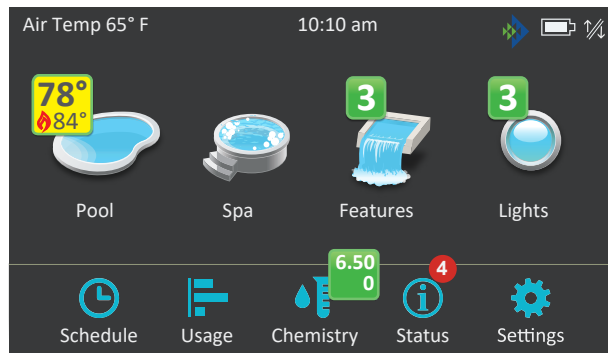 Air Temp 65° F 10:10 am
78°
84°
3
3
Pool Spa Features Lights
6.50
0
4
Schedule Usage Chemistry Status Settings